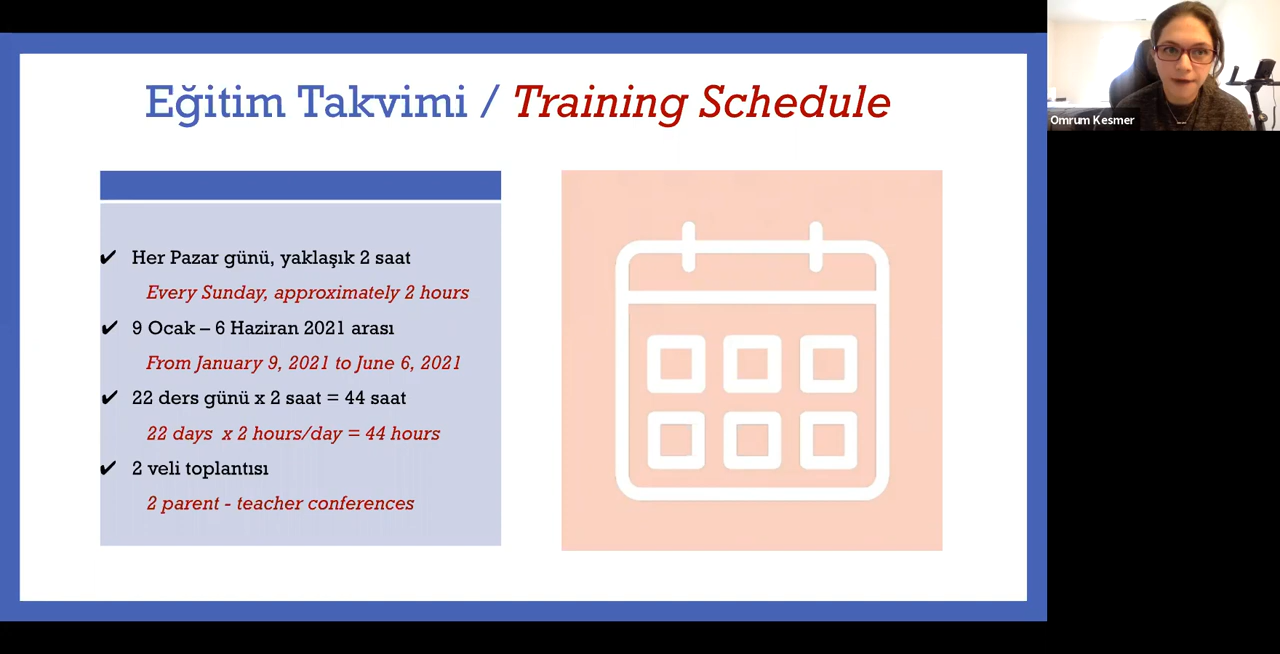 Eğitim Takvimi / Training Schedule
Her Pazar günü, yaklaşık 2 saat
Every Sunday, approximately 2 hours
9 Ocak – 6 Haziran 2021 arası
From January 9, 2021 to June 6, 2021
22 ders günü x 2 saat = 44 saat
22 days x 2 hours/day = 44 hours
2 veli toplantısı
2 parent - teacher conferences
Omrum Kesmer